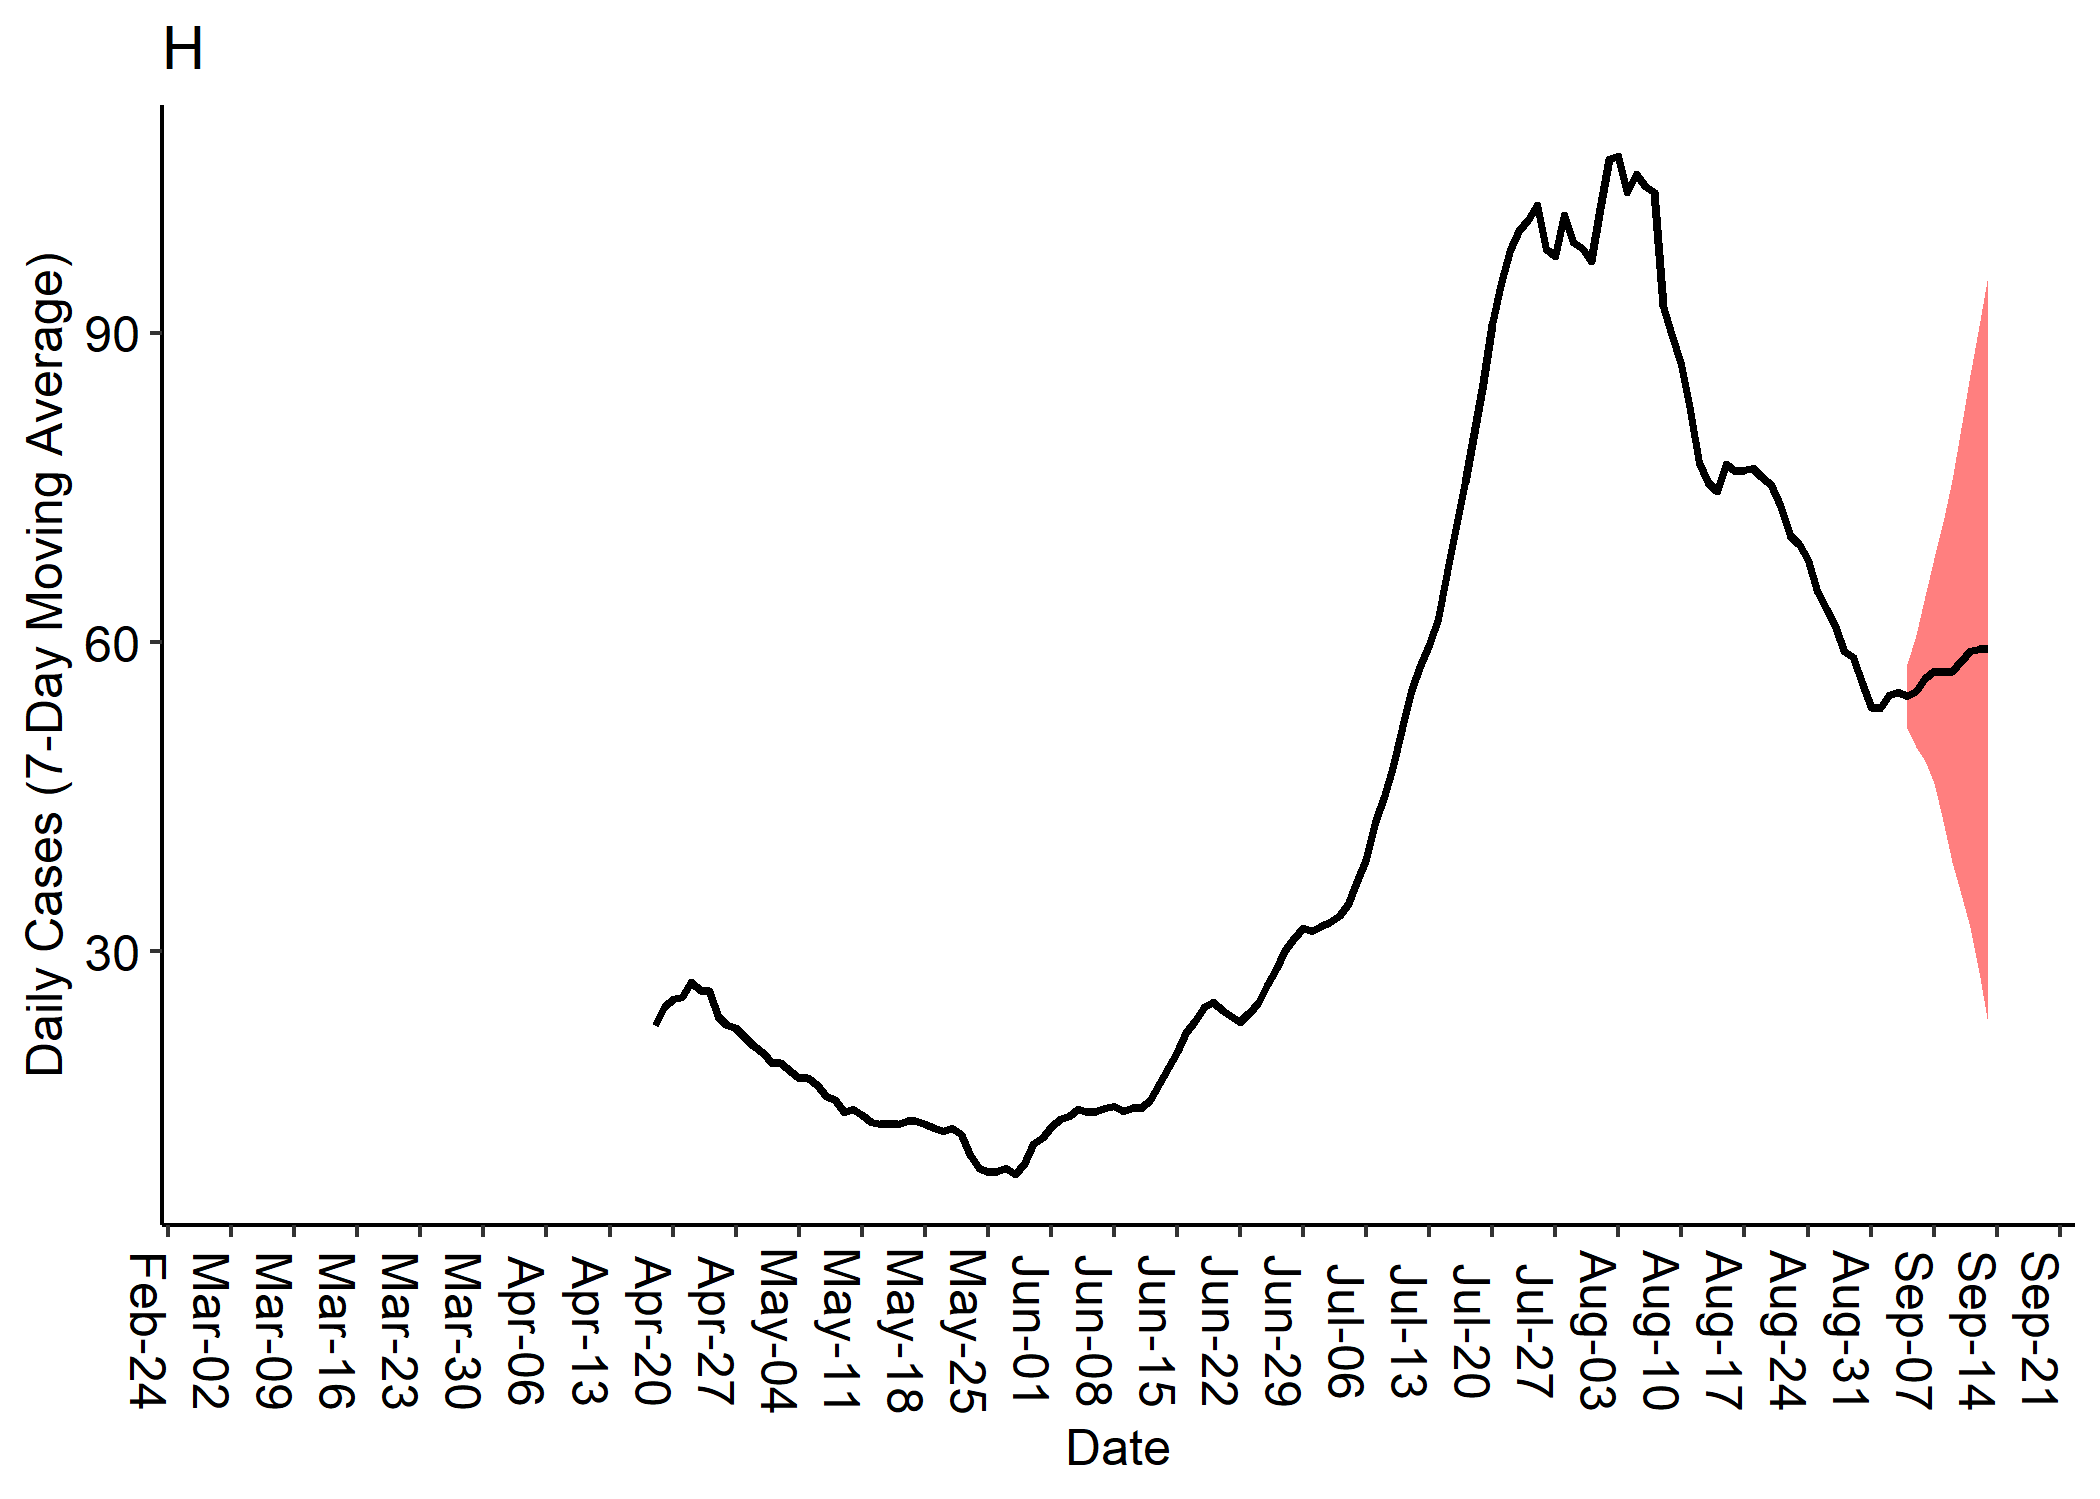 H
Daily Cases (7-Day Moving Average)
90
60
30
Feb-24
Mar-02
Mar-09
Mar-16
Mar-23
Mar-30
Apr-06
Apr-13
Apr-20
Apr-27
May-04
May-11
May-18
May-25
Jun-01
Jun-08
Jun-15
Jun-22
Jun-29
Jul-06
Jul-13
Jul-20
Jul-27
Aug-03
Aug-10
Aug-17
Aug-24
Aug-31
Sep-07
Sep-14
Sep-21
Date